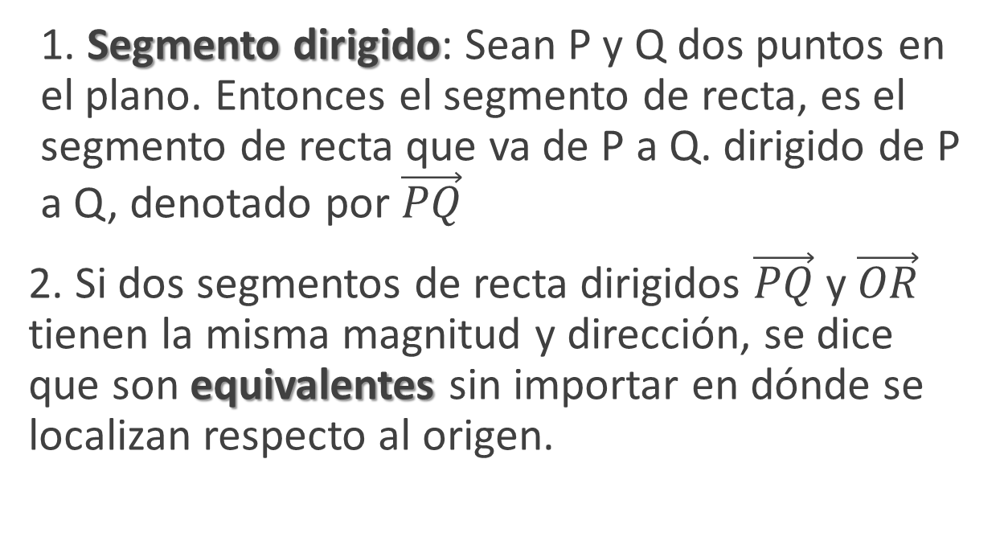 1. Segmento dirigido: Sean P y Q dos puntos en
el plano. Entonces el segmento de recta, es el
segmento de recta que va de P a Q. dirigido de P
a Q, denotado por \overrightarrow{PQ}
2. Si dos segmentos de recta dirigidos \overrightarrow{PQ} y \overrightarrow{OR}
tienen la misma magnitud y dirección, se dice
que son equivalentes sin importar en dónde se
localizan respecto al origen.